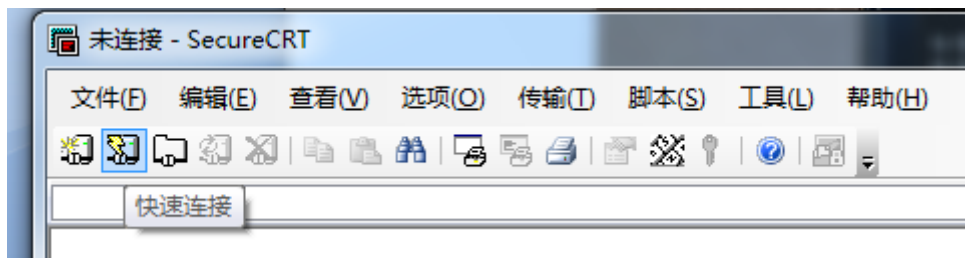 未连接 - SecureCRT
文件(F) 编辑(E) 查看(V) 选项(O) 传输(T) 脚本(S) 工具(L) 帮助(H)
快速连接